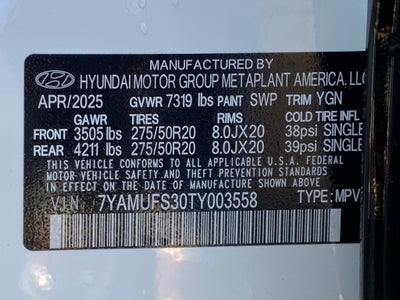 MANUFACTURED BY
HYUNDAI MOTOR GROUP METAPLANT AMERICA. LLC
APR/2025 GVWR 7319 lbs PAINT SWP TRIM YGN
GAWR TIRES RIMS COLD TIRE INFL
FRONT 3505 lbs 275/50R20 8.0JX20 38psi SINGLE
REAR 4211 lbs 275/50R20 8.0JX20 39psi SINGLE
THIS VEHICLE CONFORMS TO ALL APPLICABLE U.S.A. FEDERAL
MOTOR VEHICLE SAFETY AND THEFT PREVENTION STANDARDS IN
EFFECT ON THE DATE OF MANUFACTURE SHOWN ABOVE.
VIN 7YAMUFS30TY003558 TYPE: MPV